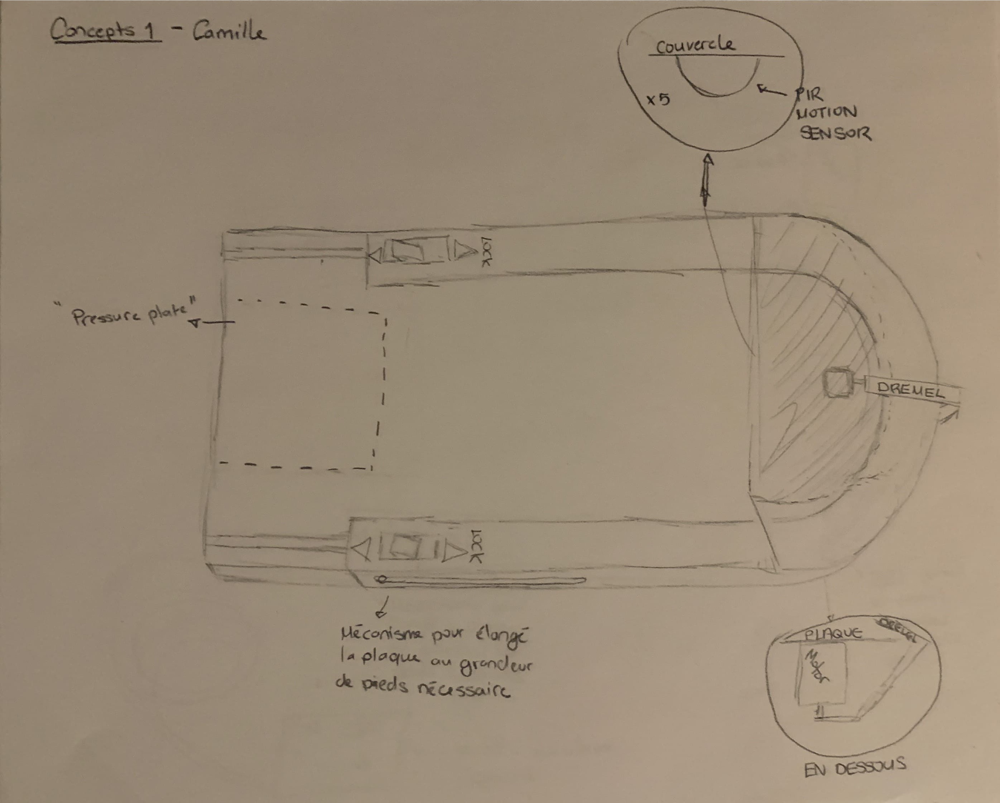 Concepts 1 - Camille
couvercle
x5
PIR
MOTION
SENSOR
LOCK
"Pressure plate"
DREMEL
LOCK
Mécanisme pour élongé
la plaque au grandeur
de pieds nécessaire
PLAQUE
DREMEL
EN DESSOUS